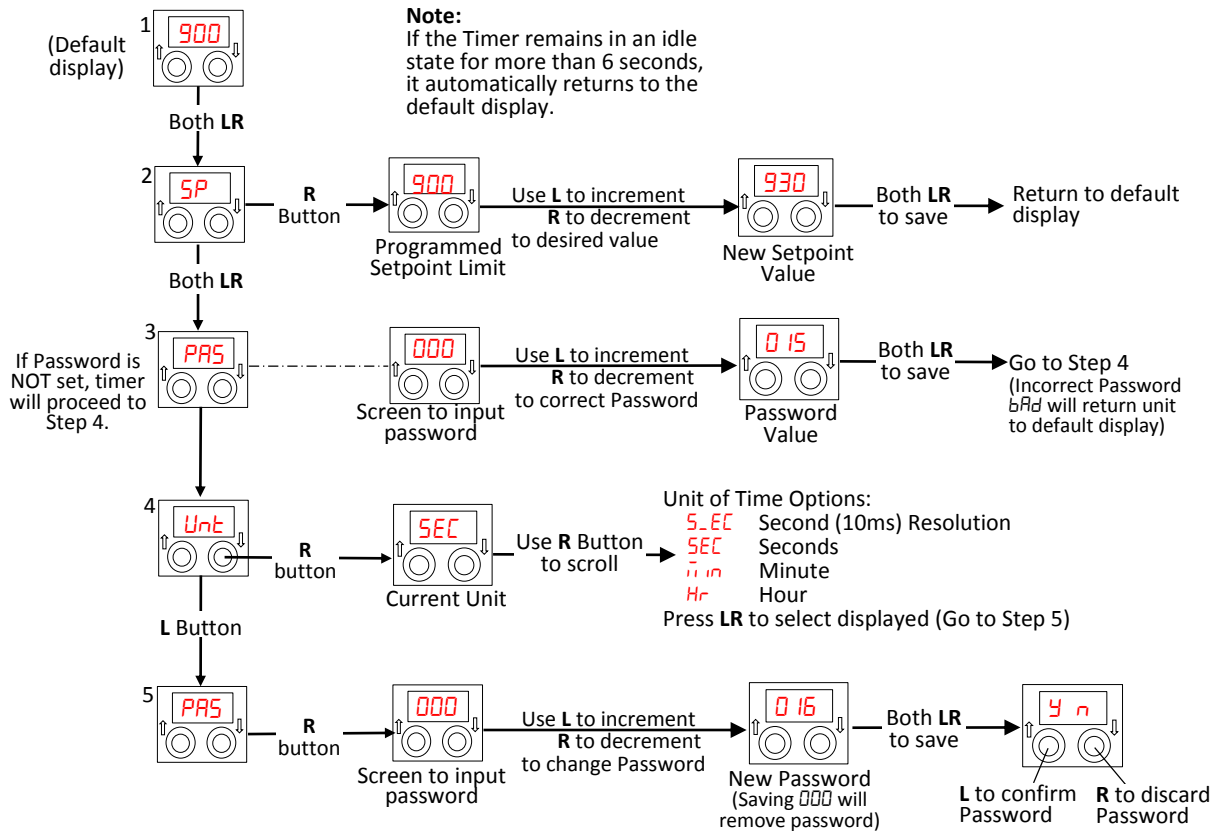 1
900
(Default
display)
Note:
If the Timer remains in an idle
state for more than 6 seconds,
it automatically returns to the
default display.
Both LR
2
SP
R
Button
900
Programmed
Setpoint Limit
Use L to increment
R to decrement
to desired value
930
New Setpoint
Value
Both LR
to save
Return to default
display
Both LR
3
PAS
If Password is
NOT set, timer
will proceed to
Step 4.
000
Screen to input
password
Use L to increment
R to decrement
to correct Password
015
Password
Value
Both LR
to save
Go to Step 4
(Incorrect Password
bAd will return unit
to default display)
4
Unt
R
button
SEC
Current Unit
Use R Button
to scroll
Unit of Time Options:
S_EC Second (10ms) Resolution
SEC Seconds
min Minute
Hr Hour
Press LR to select displayed (Go to Step 5)
L Button
5
PAS
R
button
000
Screen to input
password
Use L to increment
R to decrement
to change Password
016
New Password
(Saving 000 will
remove password)
Both LR
to save
y n
L to confirm
Password
R to discard
Password